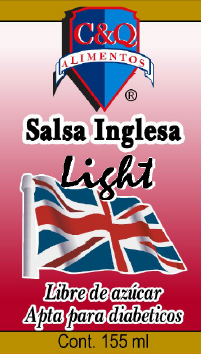 C&Q
ALIMENTOS
®
Salsa Inglesa
Light
Libre de azúcar
Apta para diabeticos
Cont. 155 ml